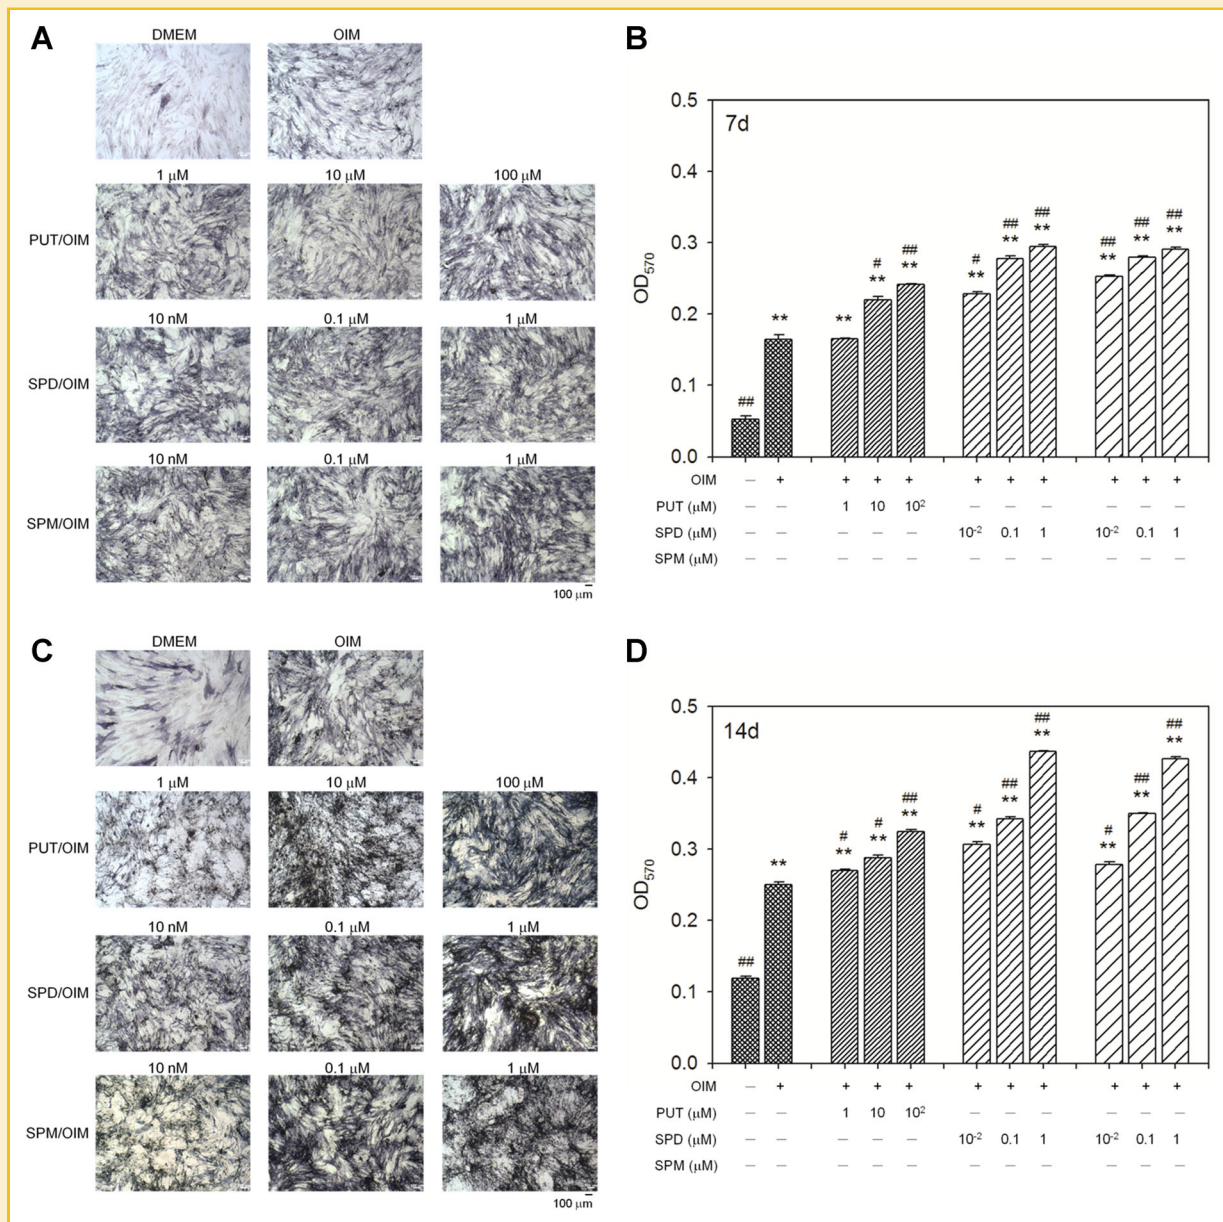 A
DMEM OIM
1 μM 10 μM 100 μM
PUT/OIM
10 nM 0.1 μM 1 μM
SPD/OIM
10 nM 0.1 μM 1 μM
SPM/OIM
100 μm
B
0.5
7d
0.4
0.3
0.2
0.1
0.0
OD570
## ** ** # ** ## ** # ** ## ** ## ** ## ** ## ** ## **
OIM — + + + + + + + + + +
PUT (μM) — — 1 10 10² — — — — — —
SPD (μM) — — — — — 10⁻² 0.1 1 10⁻² 0.1 1
SPM (μM) — — — — — — — — — — —
C
DMEM OIM
1 μM 10 μM 100 μM
PUT/OIM
10 nM 0.1 μM 1 μM
SPD/OIM
10 nM 0.1 μM 1 μM
SPM/OIM
100 μm
D
0.5
14d
0.4
0.3
0.2
0.1
0.0
OD570
## ** # ** # ** ## ** # ** ## ** ## ** # ** ## ** ## **
OIM — + + + + + + + + + +
PUT (μM) — — 1 10 10² — — — — — —
SPD (μM) — — — — — 10⁻² 0.1 1 10⁻² 0.1 1
SPM (μM) — — — — — — — — — — —